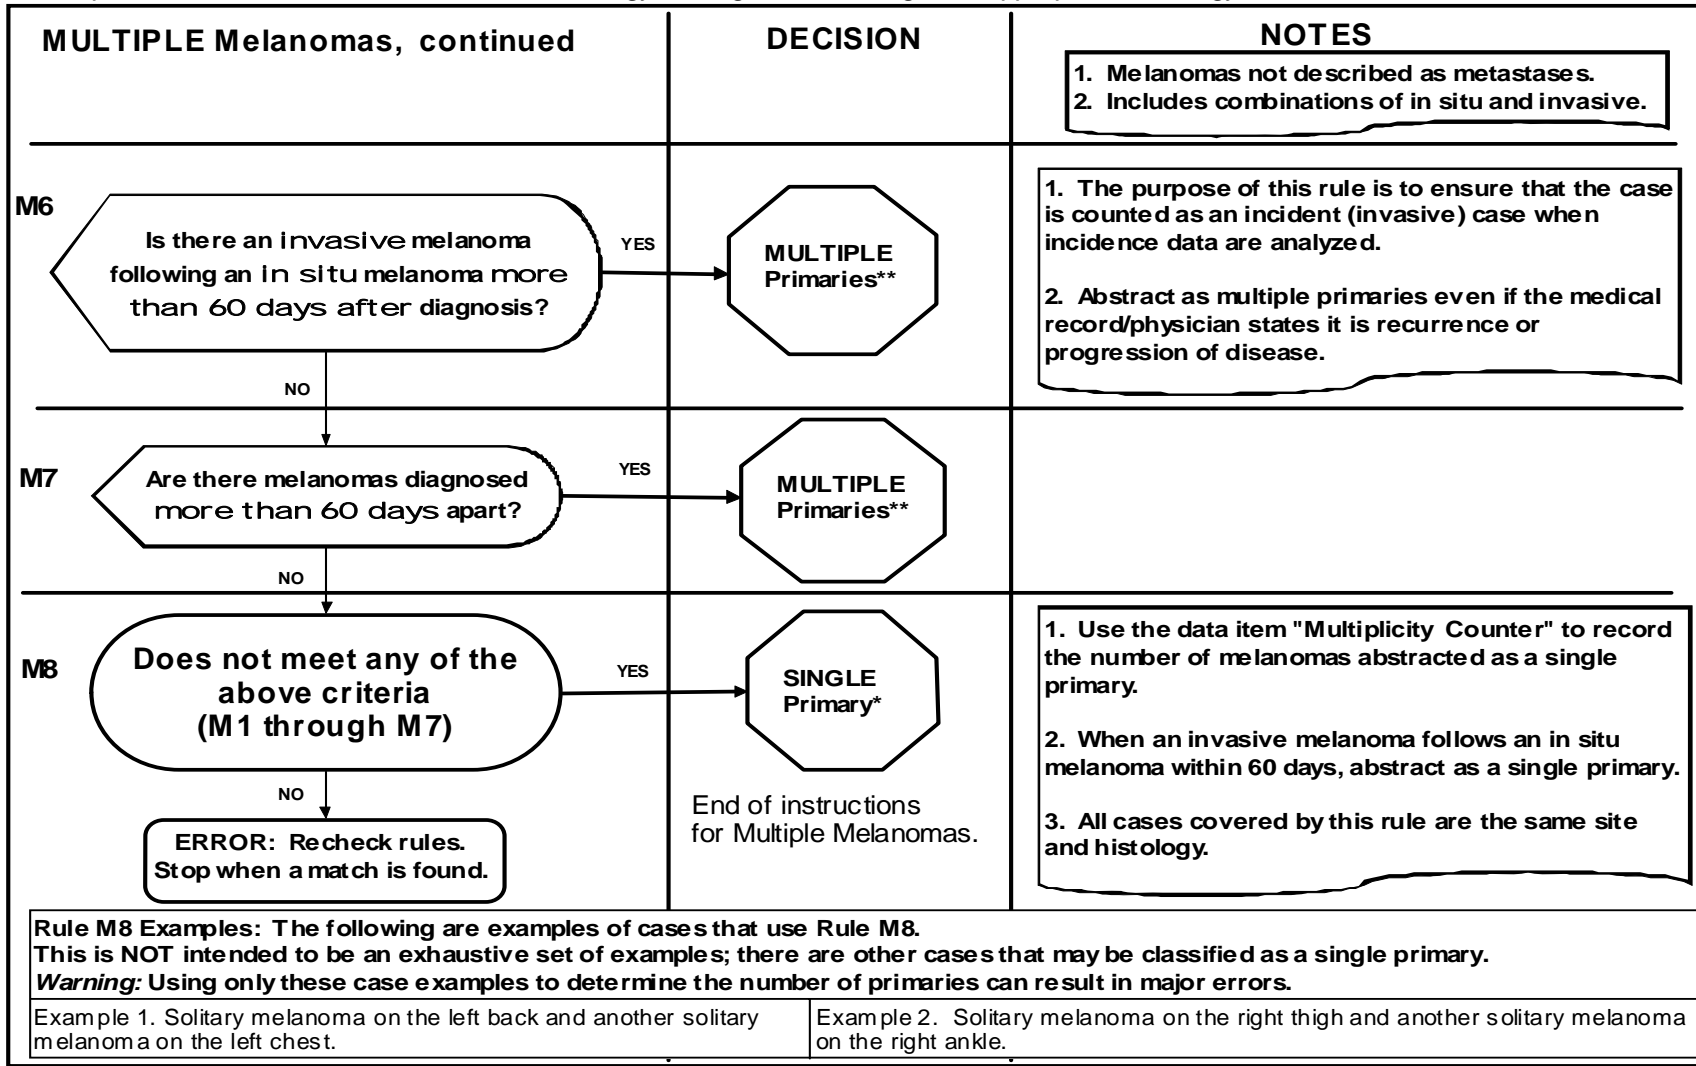 MULTIPLE Melanomas, continued
DECISION
NOTES
1. Melanomas not described as metastases.
2. Includes combinations of in situ and invasive.
M6
Is there an invasive melanoma
following an in situ melanoma more
than 60 days after diagnosis?
YES
MULTIPLE
Primaries**
1. The purpose of this rule is to ensure that the case
is counted as an incident (invasive) case when
incidence data are analyzed.
2. Abstract as multiple primaries even if the medical
record/physician states it is recurrence or
progression of disease.
NO
M7
Are there melanomas diagnosed
more than 60 days apart?
YES
MULTIPLE
Primaries**
NO
M8
Does not meet any of the
above criteria
(M1 through M7)
YES
SINGLE
Primary*
1. Use the data item "Multiplicity Counter" to record
the number of melanomas abstracted as a single
primary.
2. When an invasive melanoma follows an in situ
melanoma within 60 days, abstract as a single primary.
3. All cases covered by this rule are the same site
and histology.
NO
ERROR: Recheck rules.
Stop when a match is found.
End of instructions
for Multiple Melanomas.
Rule M8 Examples: The following are examples of cases that use Rule M8.
This is NOT intended to be an exhaustive set of examples; there are other cases that may be classified as a single primary.
Warning: Using only these case examples to determine the number of primaries can result in major errors.
Example 1. Solitary melanoma on the left back and another solitary
melanoma on the left chest.
Example 2. Solitary melanoma on the right thigh and another solitary melanoma
on the right ankle.